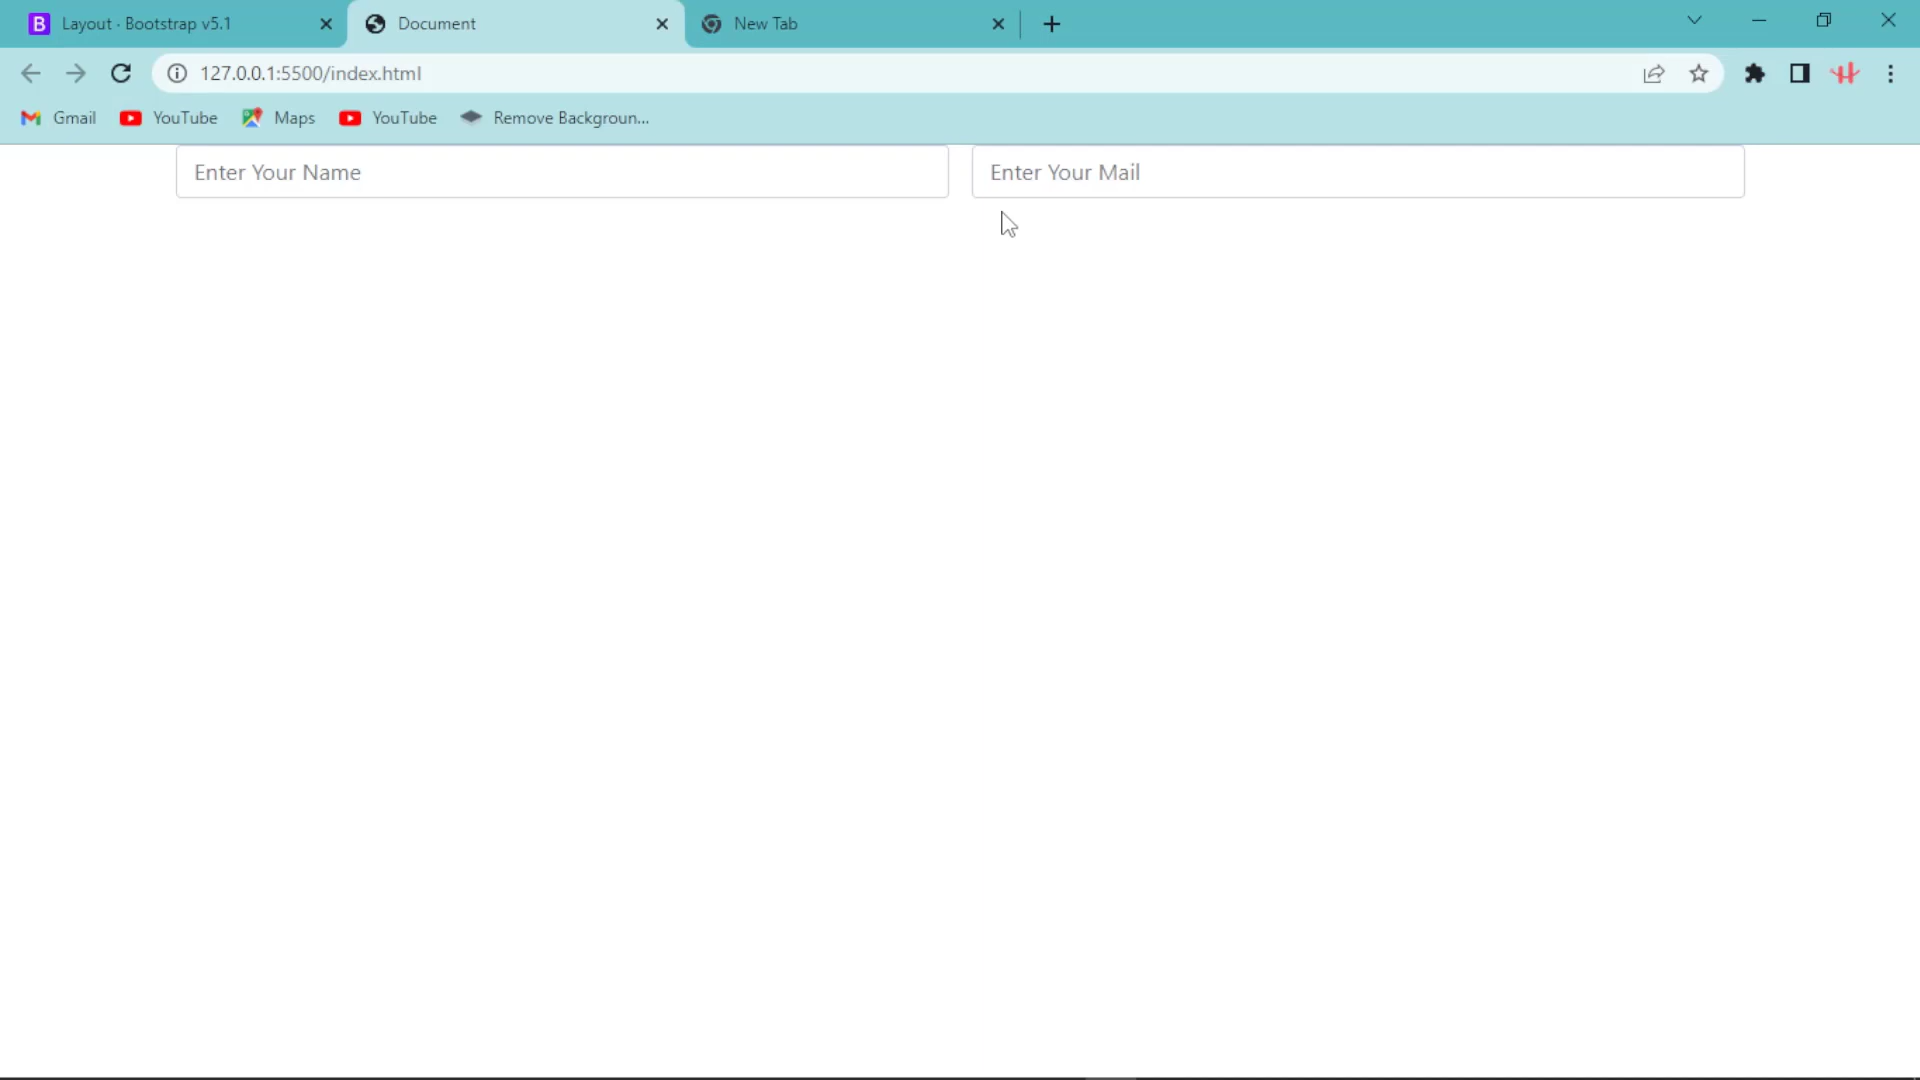 B Layout · Bootstrap v5.1
Document
New Tab
127.0.0.1:5500/index.html
Gmail
YouTube
Maps
YouTube
Remove Backgroun...
Enter Your Name
Enter Your Mail